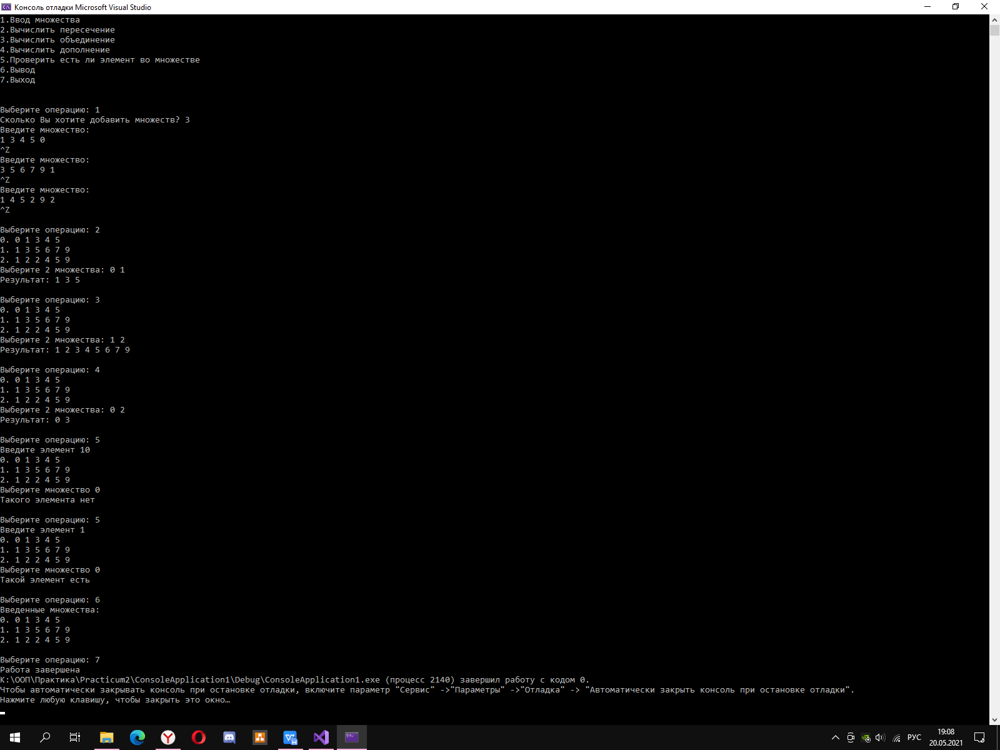 Консоль отладки Microsoft Visual Studio
1.Ввод множества
2.Вычислить пересечение
3.Вычислить объединение
4.Вычислить дополнение
5.Проверить есть ли элемент во множестве
6.Вывод
7.Выход
Выберите операцию: 1
Сколько Вы хотите добавить множеств? 3
Введите множество:
1 3 4 5 0
^Z
Введите множество:
3 5 6 7 9 1
^Z
Введите множество:
1 4 5 2 9 2
^Z
Выберите операцию: 2
0. 0 1 3 4 5
1. 1 3 5 6 7 9
2. 1 2 2 4 5 9
Выберите 2 множества: 0 1
Результат: 1 3 5
Выберите операцию: 3
0. 0 1 3 4 5
1. 1 3 5 6 7 9
2. 1 2 2 4 5 9
Выберите 2 множества: 1 2
Результат: 1 2 3 4 5 6 7 9
Выберите операцию: 4
0. 0 1 3 4 5
1. 1 3 5 6 7 9
2. 1 2 2 4 5 9
Выберите 2 множества: 0 2
Результат: 0 3
Выберите операцию: 5
Введите элемент 10
0. 0 1 3 4 5
1. 1 3 5 6 7 9
2. 1 2 2 4 5 9
Выберите множество 0
Такого элемента нет
Выберите операцию: 5
Введите элемент 1
0. 0 1 3 4 5
1. 1 3 5 6 7 9
2. 1 2 2 4 5 9
Выберите множество 0
Такой элемент есть
Выберите операцию: 6
Введенные множества:
0. 0 1 3 4 5
1. 1 3 5 6 7 9
2. 1 2 2 4 5 9
Выберите операцию: 7
Работа завершена
K:\ООП\Практика\Practicum2\ConsoleApplication1\Debug\ConsoleApplication1.exe (процесс 2140) завершил работу с кодом 0.
Чтобы автоматически закрывать консоль при остановке отладки, включите параметр "Сервис" ->"Параметры" ->"Отладка" -> "Автоматически закрыть консоль при остановке отладки".
Нажмите любую клавишу, чтобы закрыть это окно…
РУС
19:08
20.05.2021